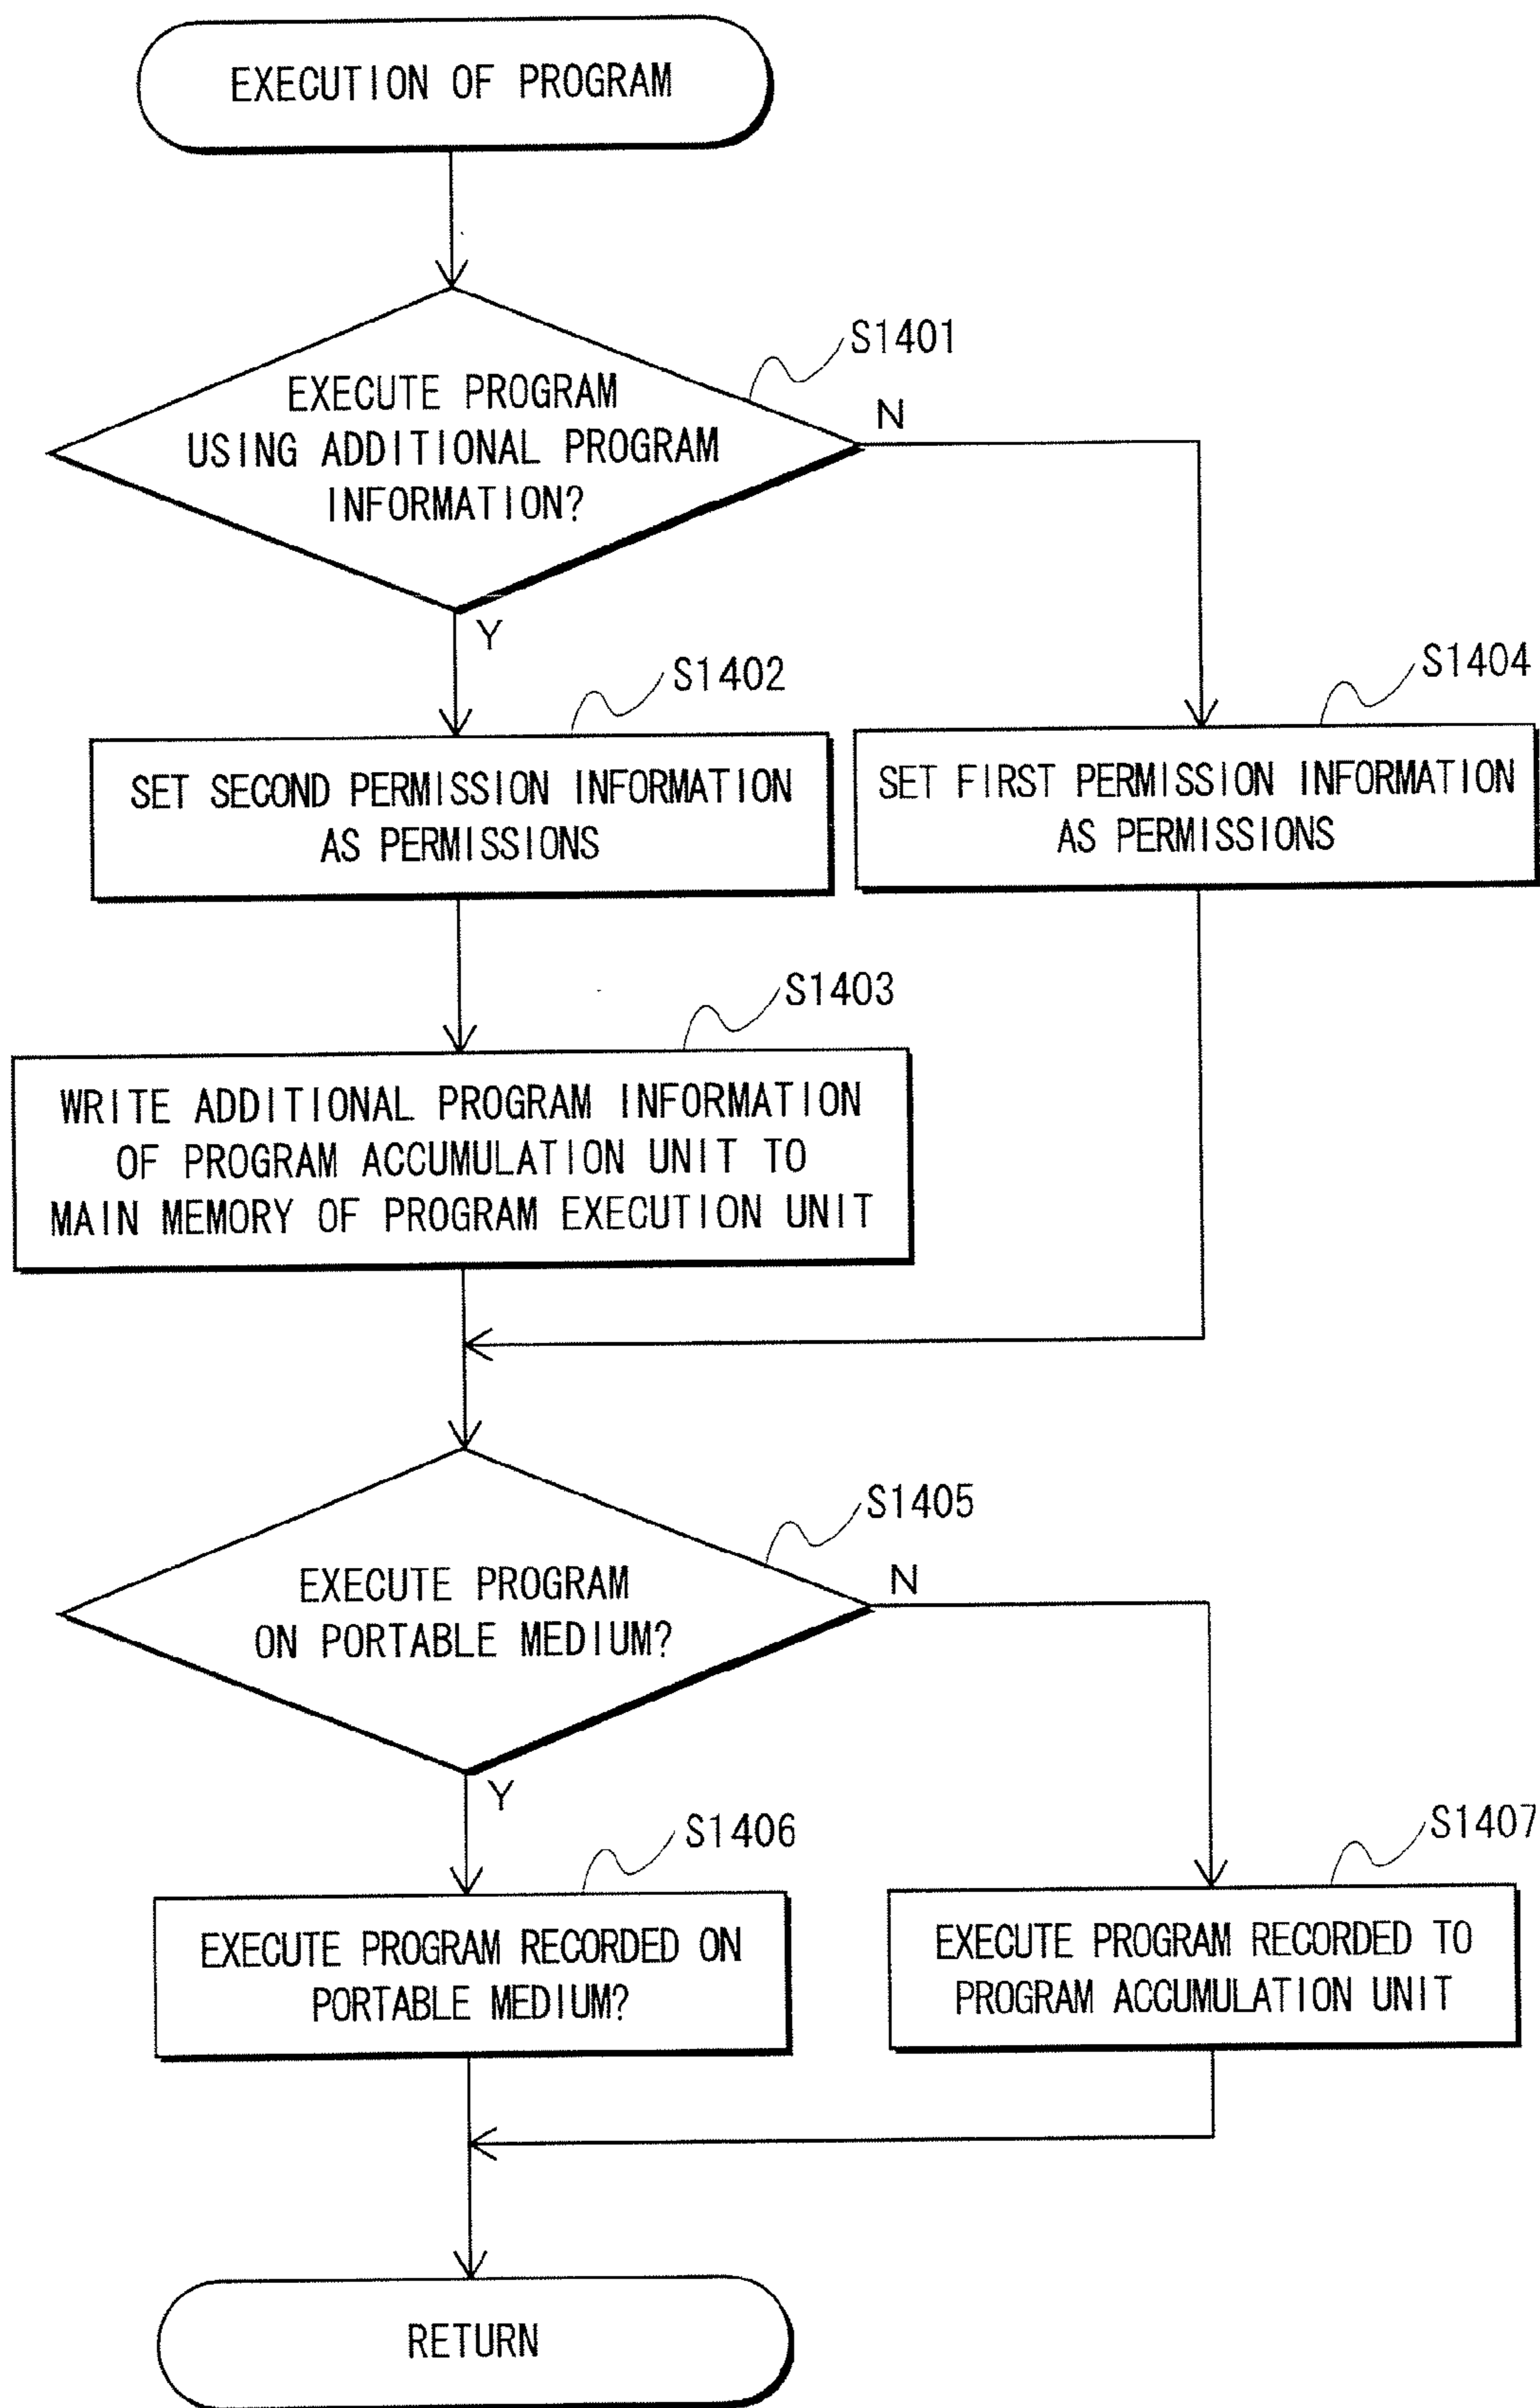 EXECUTION OF PROGRAM
S1401
EXECUTE PROGRAM
USING ADDITIONAL PROGRAM
INFORMATION?
N
Y
S1402
SET SECOND PERMISSION INFORMATION
AS PERMISSIONS
S1404
SET FIRST PERMISSION INFORMATION
AS PERMISSIONS
S1403
WRITE ADDITIONAL PROGRAM INFORMATION
OF PROGRAM ACCUMULATION UNIT TO
MAIN MEMORY OF PROGRAM EXECUTION UNIT
S1405
EXECUTE PROGRAM
ON PORTABLE MEDIUM?
N
Y
S1406
EXECUTE PROGRAM RECORDED ON
PORTABLE MEDIUM?
S1407
EXECUTE PROGRAM RECORDED TO
PROGRAM ACCUMULATION UNIT
RETURN